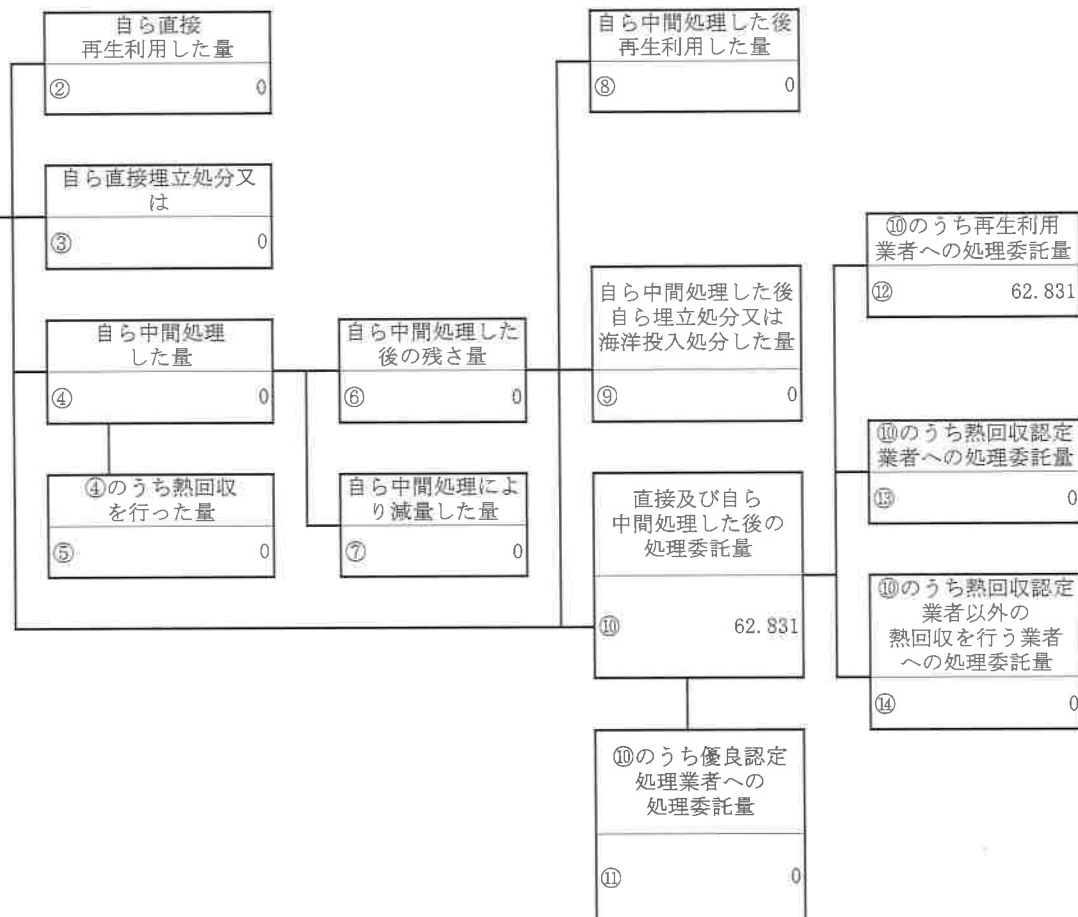 自ら直接
再生利用した量
② 0
自ら中間処理した後
再生利用した量
⑧ 0
自ら直接埋立処分又
は
③ 0
⑩のうち再生利用
業者への処理委託量
⑫ 62.831
自ら中間処理した後
自ら埋立処分又は
海洋投入処分した量
⑨ 0
自ら中間処理
した量
④ 0
自ら中間処理した
後の残さ量
⑥ 0
⑩のうち熱回収認定
業者への処理委託量
⑬ 0
④のうち熱回収
を行った量
⑤ 0
自ら中間処理によ
り減量した量
⑦ 0
直接及び自ら
中間処理した後の
処理委託量
⑩ 62.831
⑩のうち熱回収認定
業者以外の
熱回収を行う業者
への処理委託量
⑭ 0
⑩のうち優良認定
処理業者への
処理委託量
⑪ 0